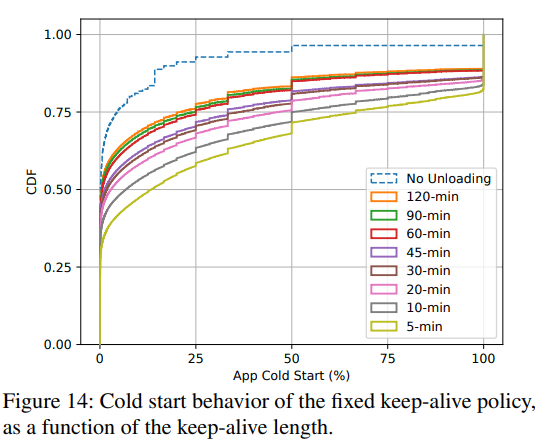 1.00
0.75
0.50
0.25
0.00
CDF
No Unloading
120-min
90-min
60-min
45-min
30-min
20-min
10-min
5-min
0
25
50
75
100
App Cold Start (%)
Figure 14: Cold start behavior of the fixed keep-alive policy,
as a function of the keep-alive length.